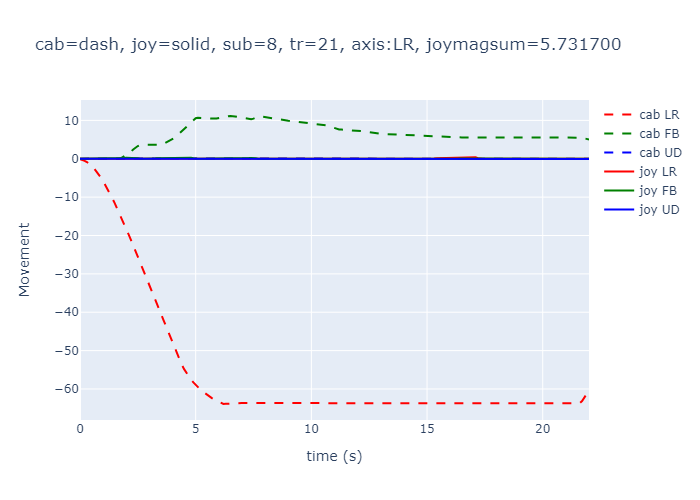 cab=dash, joy=solid, sub=8, tr=21, axis:LR, joymagsum=5.731700
cab LR
cab FB
cab UD
joy LR
joy FB
joy UD
10
0
−10
−20
−30
−40
−50
−60
Movement
0 5 10 15 20
time (s)